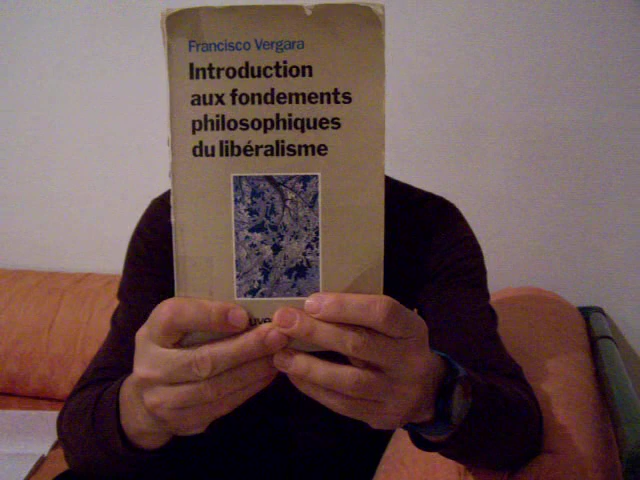 Francisco Vergara
Introduction
aux fondements
philosophiques
du libéralisme